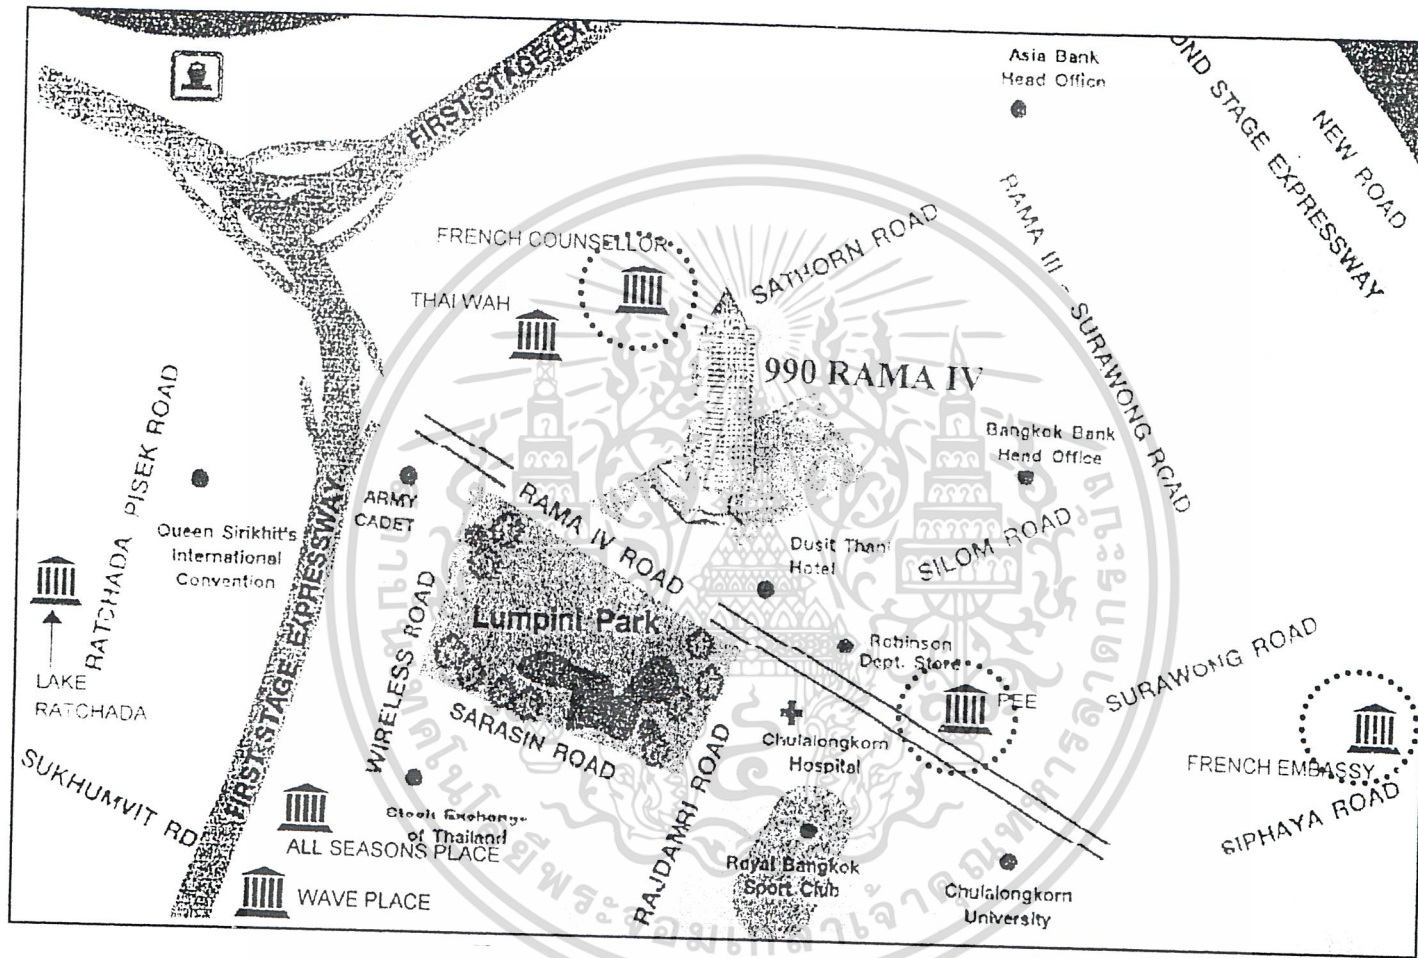 FIRST STAGE EXP
Asia Bank
Head Office
OND STAGE EXPRESSWAY
NEW ROAD
RAMA III - SURAWONG ROAD
FRENCH COUNSELLOR
SATHORN ROAD
THAI WAH
990 RAMA IV
RATCHADA PISEK ROAD
Bangkok Bank
Head Office
ARMY
CADET
RAMA IV ROAD
Queen Sirikhit's
International
Convention
Dusit Thani
Hotel
SILOM ROAD
FIRST STAGE EXPRESSWAY
WIRELESS ROAD
Lumpini Park
Robinson
Dept. Store
SURAWONG ROAD
LAKE
RATCHADA
PEE
SARASIN ROAD
RAJDAMRI ROAD
Chulalongkorn
Hospital
FRENCH EMBASSY
SIPHAYA ROAD
SUKHUMVIT RD
Stock Exchange
of Thailand
ALL SEASONS PLACE
Royal Bangkok
Sport Club
WAVE PLACE
Chulalongkorn
University